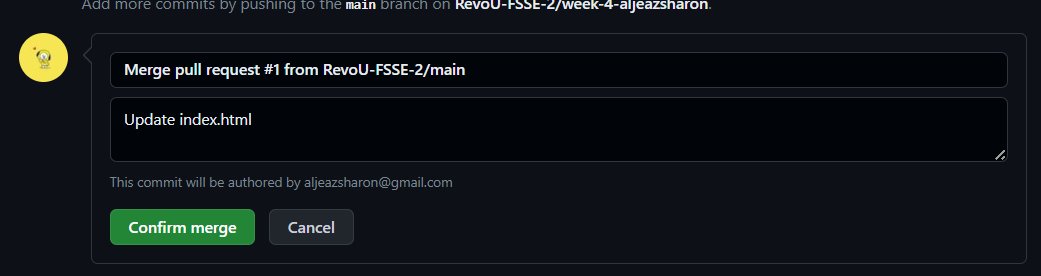 Add more commits by pushing to the main branch on RevoU-FSSE-2/week-4-aljeazsharon.
Merge pull request #1 from RevoU-FSSE-2/main
Update index.html
This commit will be authored by aljeazsharon@gmail.com
Confirm merge
Cancel